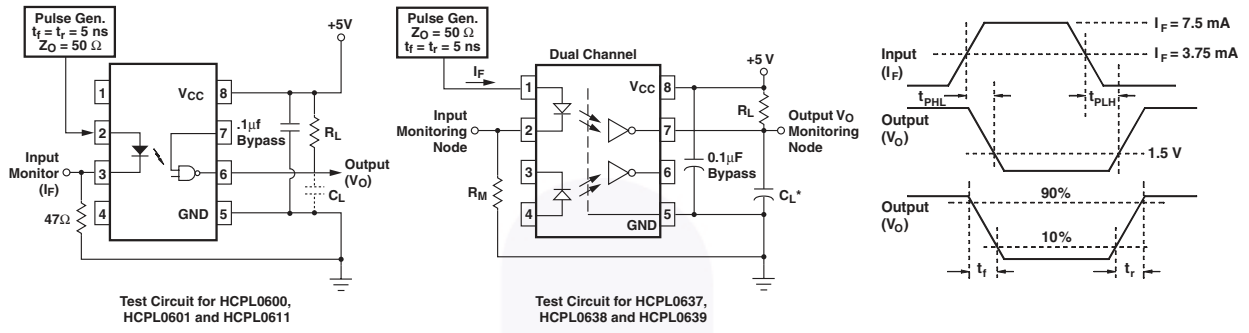 Pulse Gen.
tf = tr = 5 ns
ZO = 50 Ω
+5V
1
2
3
4
VCC
8
7
6
5
GND
.1µf
Bypass
RL
CL
Input
Monitor
(IF)
47Ω
Output
(VO)
Test Circuit for HCPL0600,
HCPL0601 and HCPL0611
Pulse Gen.
ZO = 50 Ω
tf = tr = 5 ns
IF
Dual Channel
+5 V
1
2
3
4
VCC
8
7
6
5
GND
RL
Input
Monitoring
Node
RM
0.1µF
Bypass
CL*
Output VO
Monitoring
Node
Test Circuit for HCPL0637,
HCPL0638 and HCPL0639
Input
(IF)
IF = 7.5 mA
IF = 3.75 mA
tPHL
tPLH
Output
(VO)
1.5 V
Output
(VO)
90%
10%
tf
tr